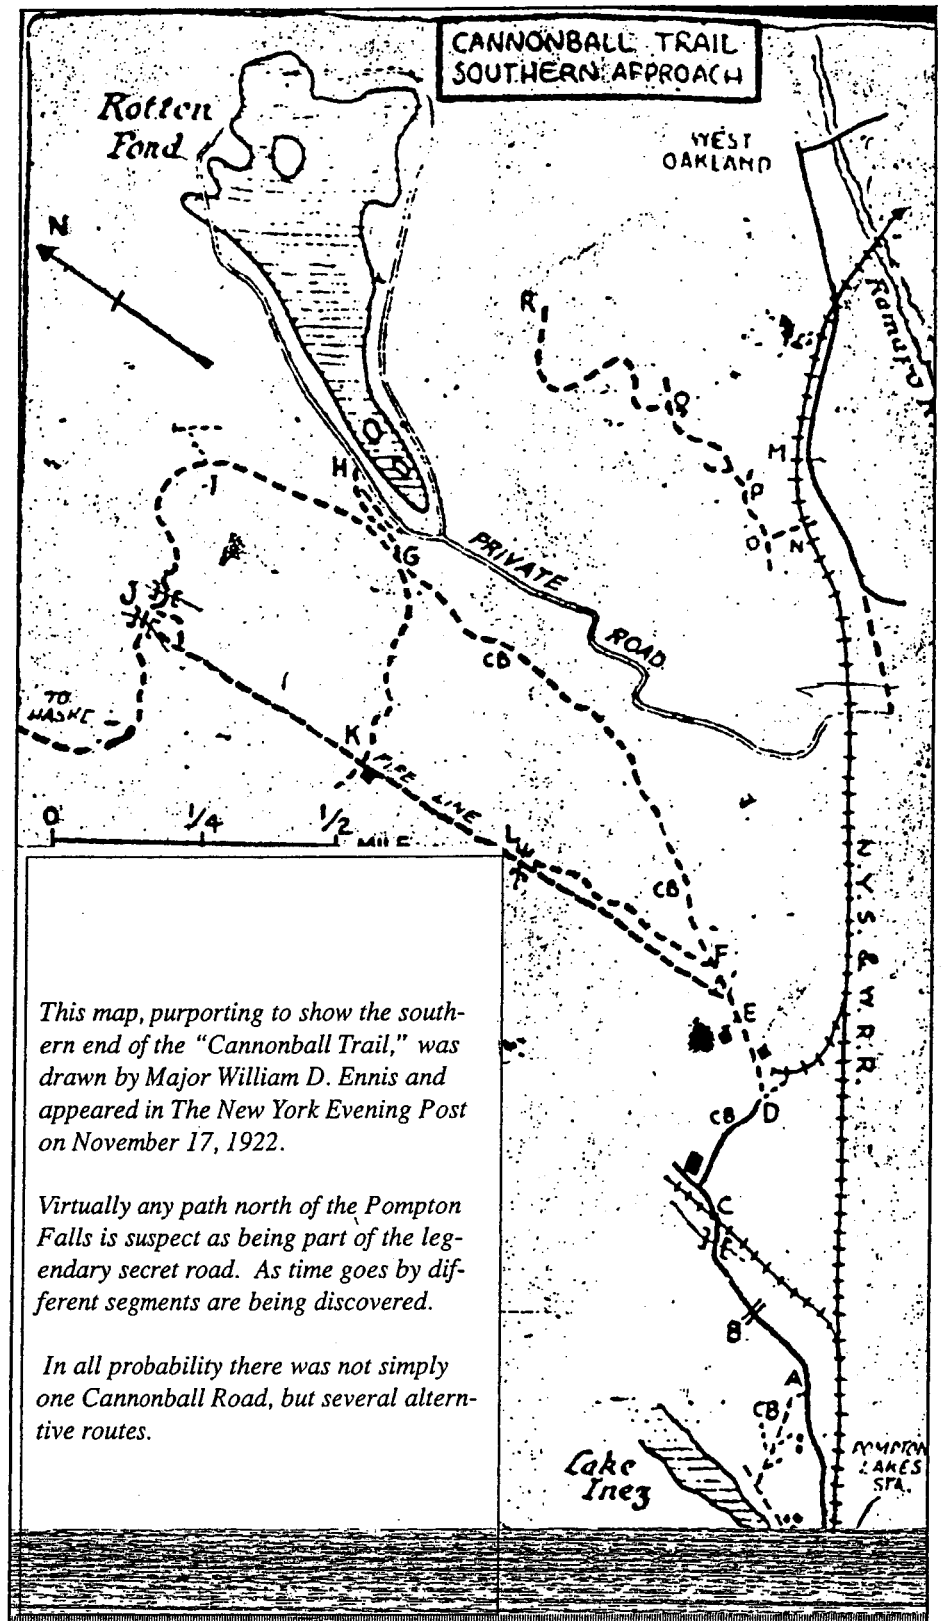 CANNONBALL TRAIL
SOUTHERN APPROACH
Rotten
Pond
WEST
OAKLAND
N
Ramapo R
R
Q
H
M
I
P
O
N
G
PRIVATE
ROAD
J
CB
TO
HASKE
K
PIPE LINE
0 1/4 1/2
MILE
L
CB
N.Y.S. & W.R.R.
F
E
CB
D
C
B
A
CB
Lake
Inez
POMPTON
LAKES
STA.
This map, purporting to show the south-
ern end of the “Cannonball Trail,” was
drawn by Major William D. Ennis and
appeared in The New York Evening Post
on November 17, 1922.
Virtually any path north of the Pompton
Falls is suspect as being part of the leg-
endary secret road. As time goes by dif-
ferent segments are being discovered.
In all probability there was not simply
one Cannonball Road, but several altern-
tive routes.